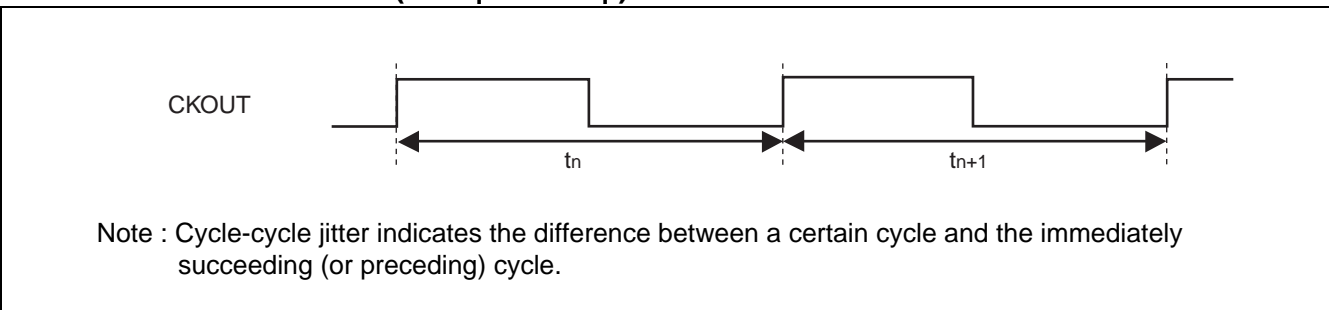 CKOUT
tn
tn+1
Note : Cycle-cycle jitter indicates the difference between a certain cycle and the immediately
succeeding (or preceding) cycle.